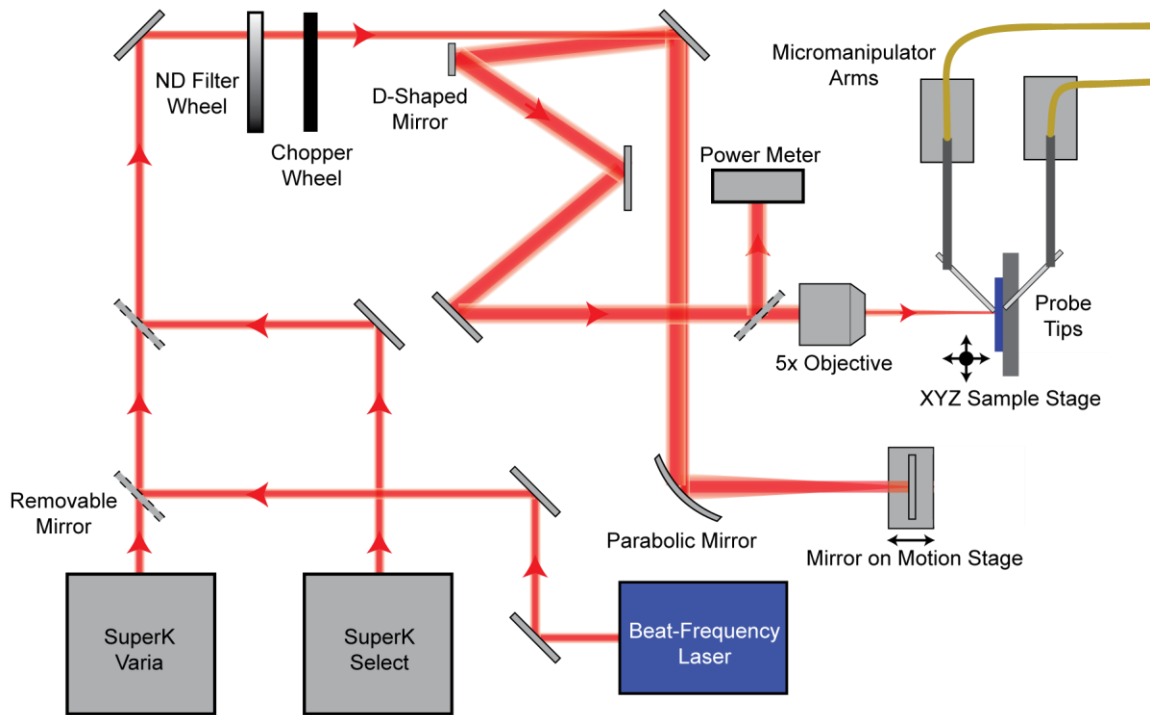 Micromanipulator
Arms
ND Filter
Wheel
D-Shaped
Mirror
Chopper
Wheel
Power Meter
Probe
Tips
5x Objective
XYZ Sample Stage
Removable
Mirror
Parabolic Mirror
Mirror on Motion Stage
SuperK
Varia
SuperK
Select
Beat-Frequency
Laser